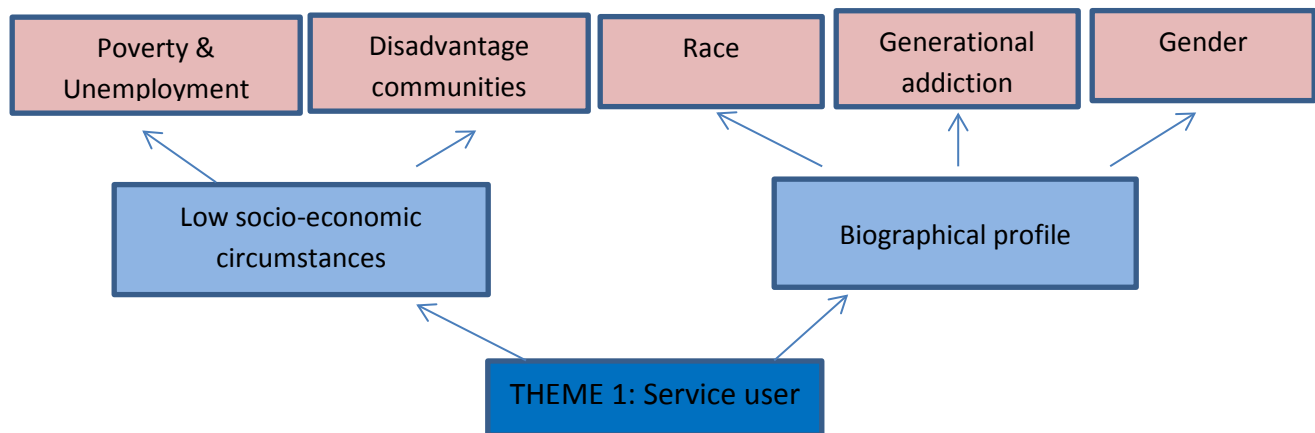 Poverty &
Unemployment
Disadvantage
communities
Race
Generational
addiction
Gender
Low socio-economic
circumstances
Biographical profile
THEME 1: Service user